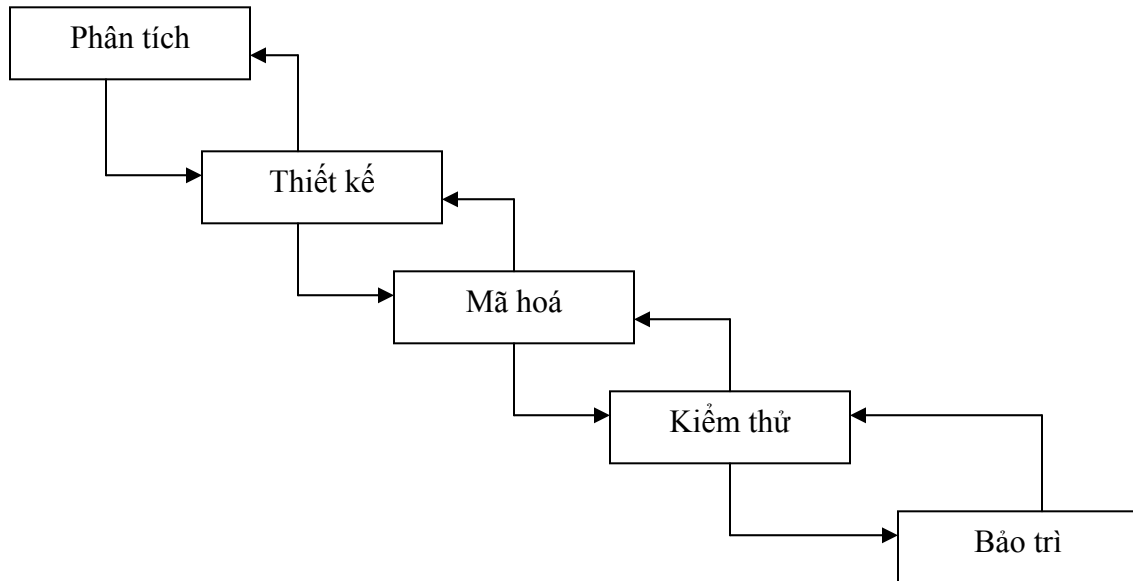 Phân tích
Thiết kế
Mã hoá
Kiểm thử
Bảo trì